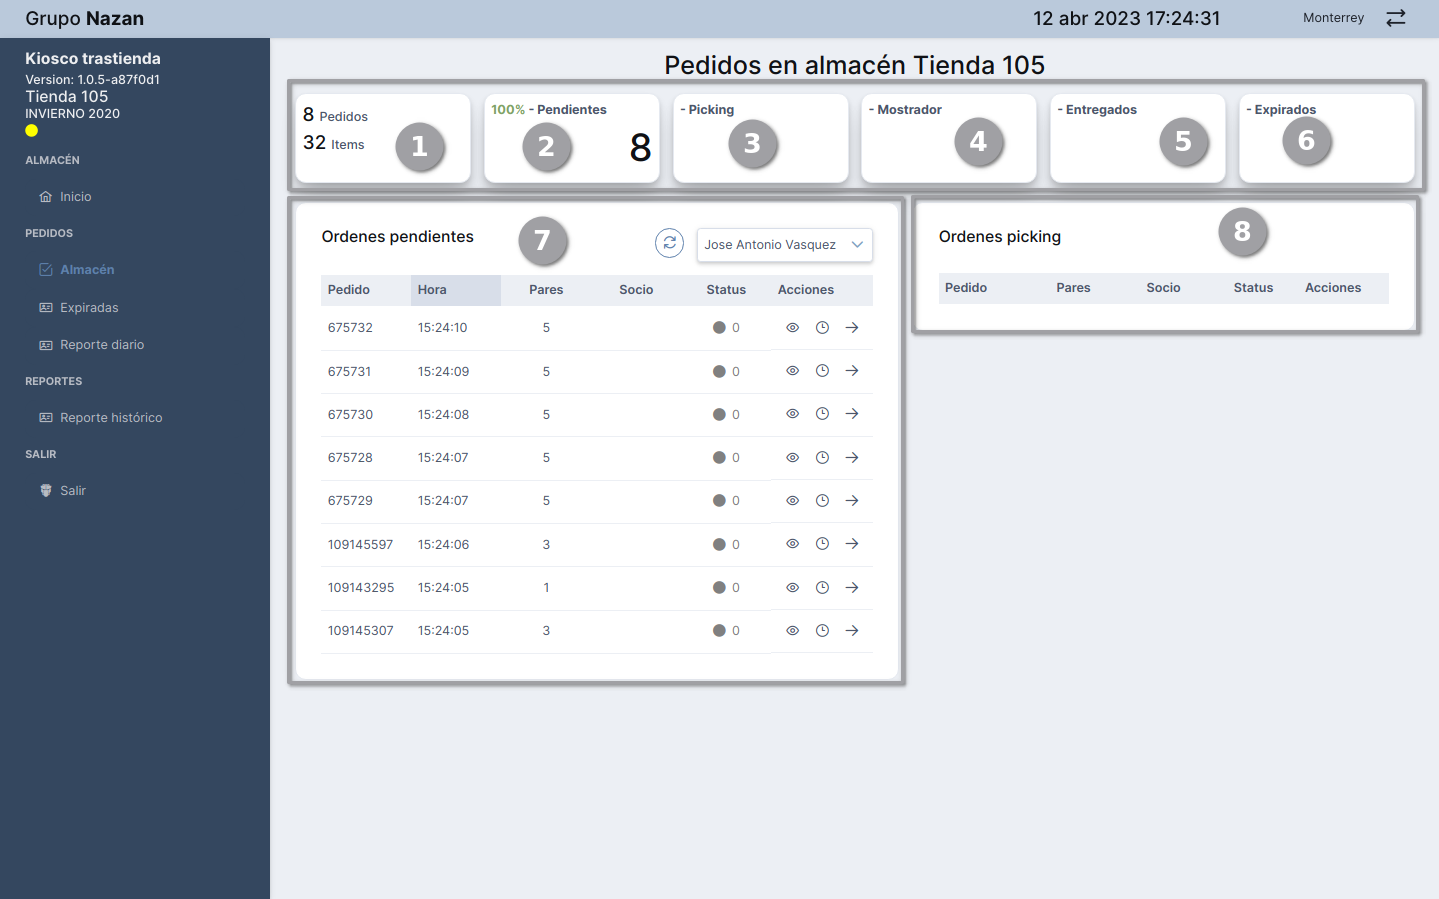 Grupo Nazan
12 abr 2023 17:24:31
Monterrey
Kiosco trastienda
Version: 1.0.5-a87f0d1
Tienda 105
INVIERNO 2020
ALMACÉN
Inicio
PEDIDOS
Almacén
Expiradas
Reporte diario
REPORTES
Reporte histórico
SALIR
Salir
Pedidos en almacén Tienda 105
8 Pedidos
32 Items
1
100% - Pendientes
2
8
- Picking
3
- Mostrador
4
- Entregados
5
- Expirados
6
Ordenes pendientes
7
Jose Antonio Vasquez
Pedido Hora Pares Socio Status Acciones
675732 15:24:10 5 0
675731 15:24:09 5 0
675730 15:24:08 5 0
675728 15:24:07 5 0
675729 15:24:07 5 0
109145597 15:24:06 3 0
109143295 15:24:05 1 0
109145307 15:24:05 3 0
Ordenes picking
8
Pedido Pares Socio Status Acciones